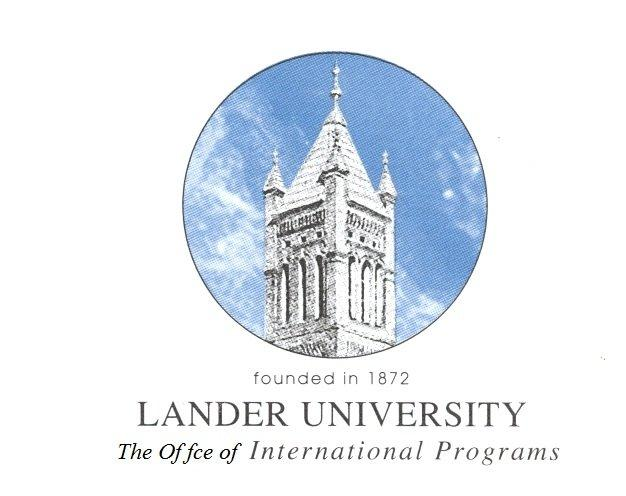 founded in 1872
LANDER UNIVERSITY
The Offce of International Programs